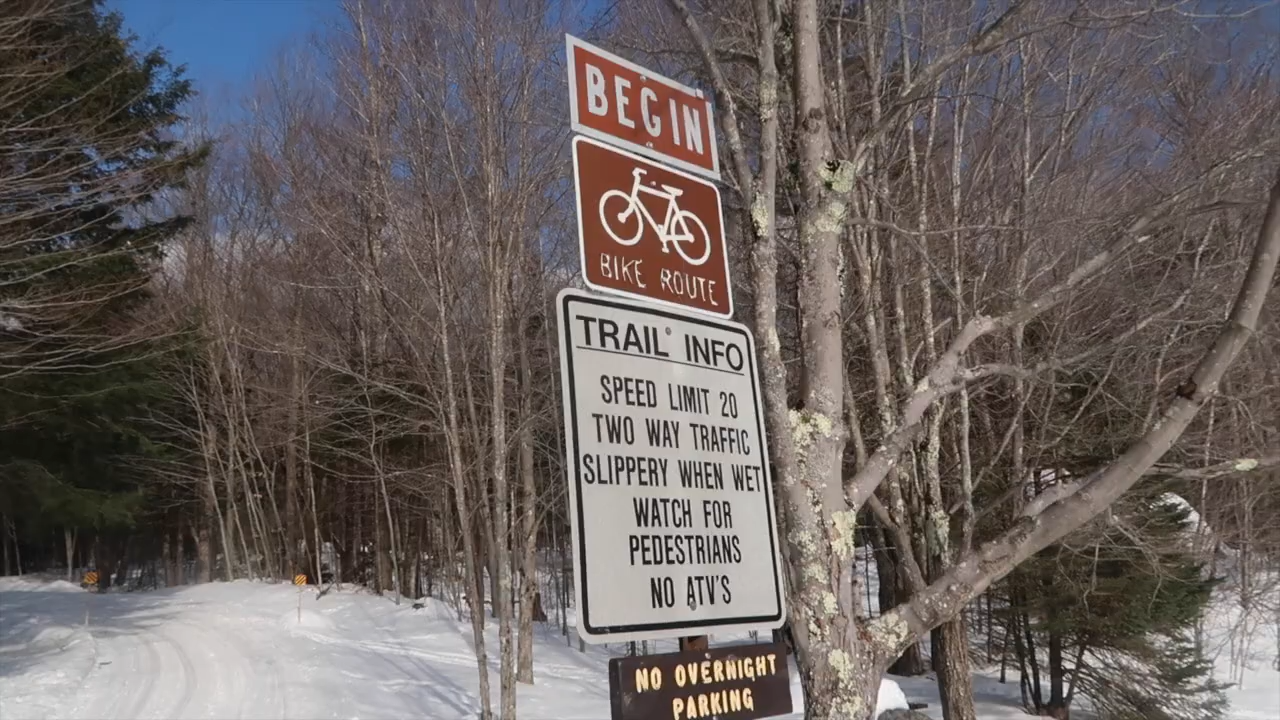 BEGIN
BIKE ROUTE
TRAIL INFO
SPEED LIMIT 20
TWO WAY TRAFFIC
SLIPPERY WHEN WET
WATCH FOR
PEDESTRIANS
NO ATV'S
NO OVERNIGHT
PARKING